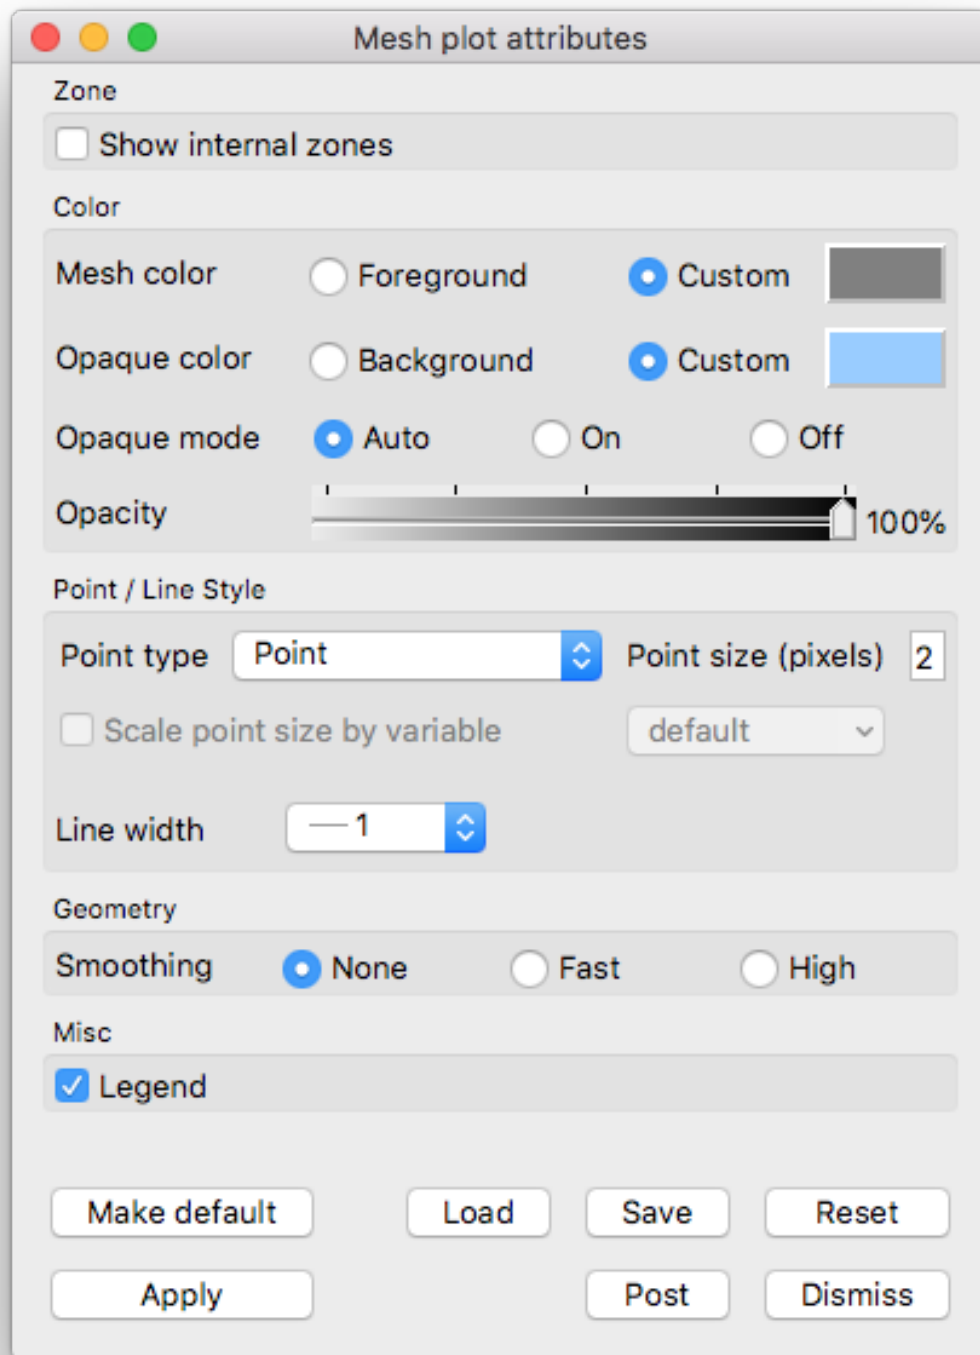 Mesh plot attributes
Zone
Show internal zones
Color
Mesh color Foreground Custom
Opaque color Background Custom
Opaque mode Auto On Off
Opacity 100%
Point / Line Style
Point type Point Point size (pixels) 2
Scale point size by variable default
Line width 1
Geometry
Smoothing None Fast High
Misc
Legend
Make default Load Save Reset
Apply Post Dismiss